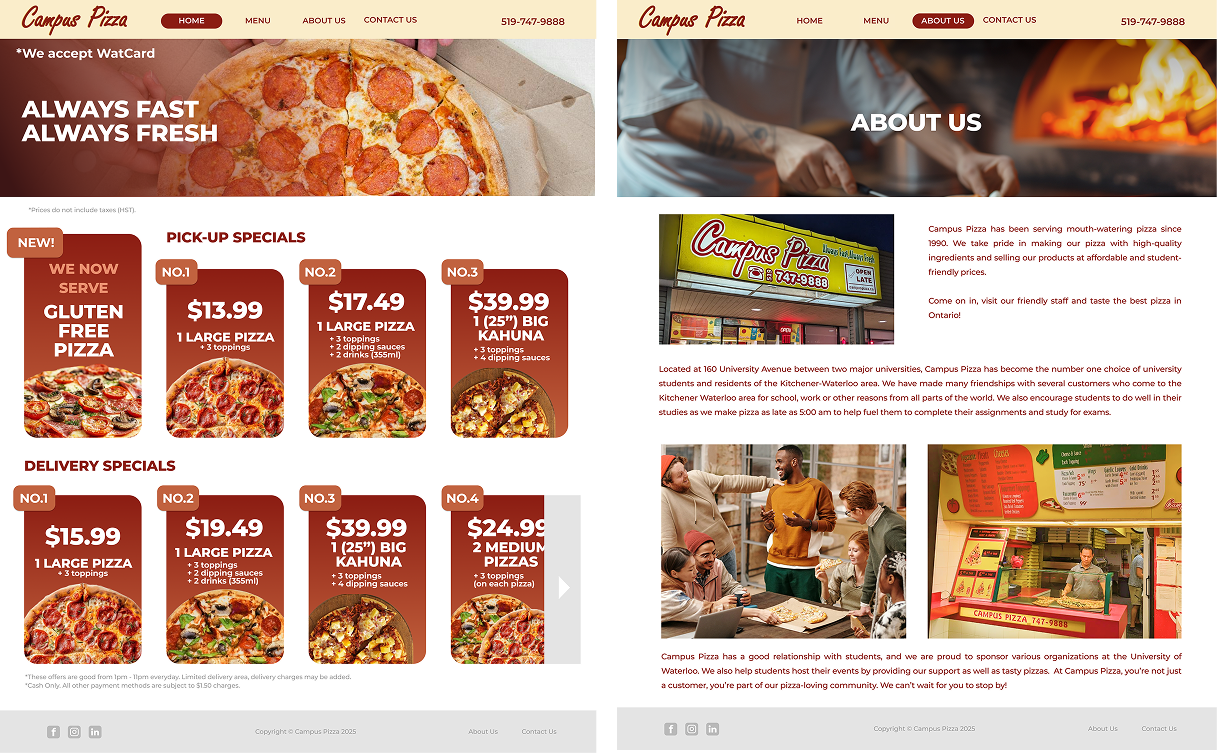 Campus Pizza
HOME
MENU
ABOUT US
CONTACT US
519-747-9888
*We accept WatCard
ALWAYS FAST
ALWAYS FRESH
*Prices do not include taxes (HST).
NEW!
WE NOW
SERVE
GLUTEN
FREE
PIZZA
PICK-UP SPECIALS
NO.1
$13.99
1 LARGE PIZZA
+ 3 toppings
NO.2
$17.49
1 LARGE PIZZA
+ 3 toppings
+ 2 dipping sauces
+ 2 drinks (355ml)
NO.3
$39.99
1 (25”) BIG
KAHUNA
+ 3 toppings
+ 4 dipping sauces
DELIVERY SPECIALS
NO.1
$15.99
1 LARGE PIZZA
+ 3 toppings
NO.2
$19.49
1 LARGE PIZZA
+ 3 toppings
+ 2 dipping sauces
+ 2 drinks (355ml)
NO.3
$39.99
1 (25”) BIG
KAHUNA
+ 3 toppings
+ 4 dipping sauces
NO.4
$24.99
2 MEDIUM
PIZZAS
+ 3 toppings
(on each pizza)
*These offers are good from 1pm - 11pm everyday. Limited delivery area, delivery charges may be added.
*Cash Only. All other payment methods are subject to $1.50 charges.
Copyright © Campus Pizza 2025
About Us
Contact Us
Campus Pizza
HOME
MENU
ABOUT US
CONTACT US
519-747-9888
ABOUT US
Campus Pizza
Always Fast Always Fresh
747-9888
OPEN
LATE
OPEN
Campus Pizza has been serving mouth-watering pizza since
1990. We take pride in making our pizza with high-quality
ingredients and selling our products at affordable and student-
friendly prices.
Come on in, visit our friendly staff and taste the best pizza in
Ontario!
Located at 160 University Avenue between two major universities, Campus Pizza has become the number one choice of university
students and residents of the Kitchener-Waterloo area. We have made many friendships with several customers who come to the
Kitchener Waterloo area for school, work or other reasons from all parts of the world. We also encourage students to do well in their
studies as we make pizza as late as 5:00 am to help fuel them to complete their assignments and study for exams.
CAMPUS PIZZA 747-9888
Campus Pizza has a good relationship with students, and we are proud to sponsor various organizations at the University of
Waterloo. We also help students host their events by providing our support as well as tasty pizzas. At Campus Pizza, you’re not just
a customer, you’re part of our pizza-loving community. We can’t wait for you to stop by!
Copyright © Campus Pizza 2025
About Us
Contact Us